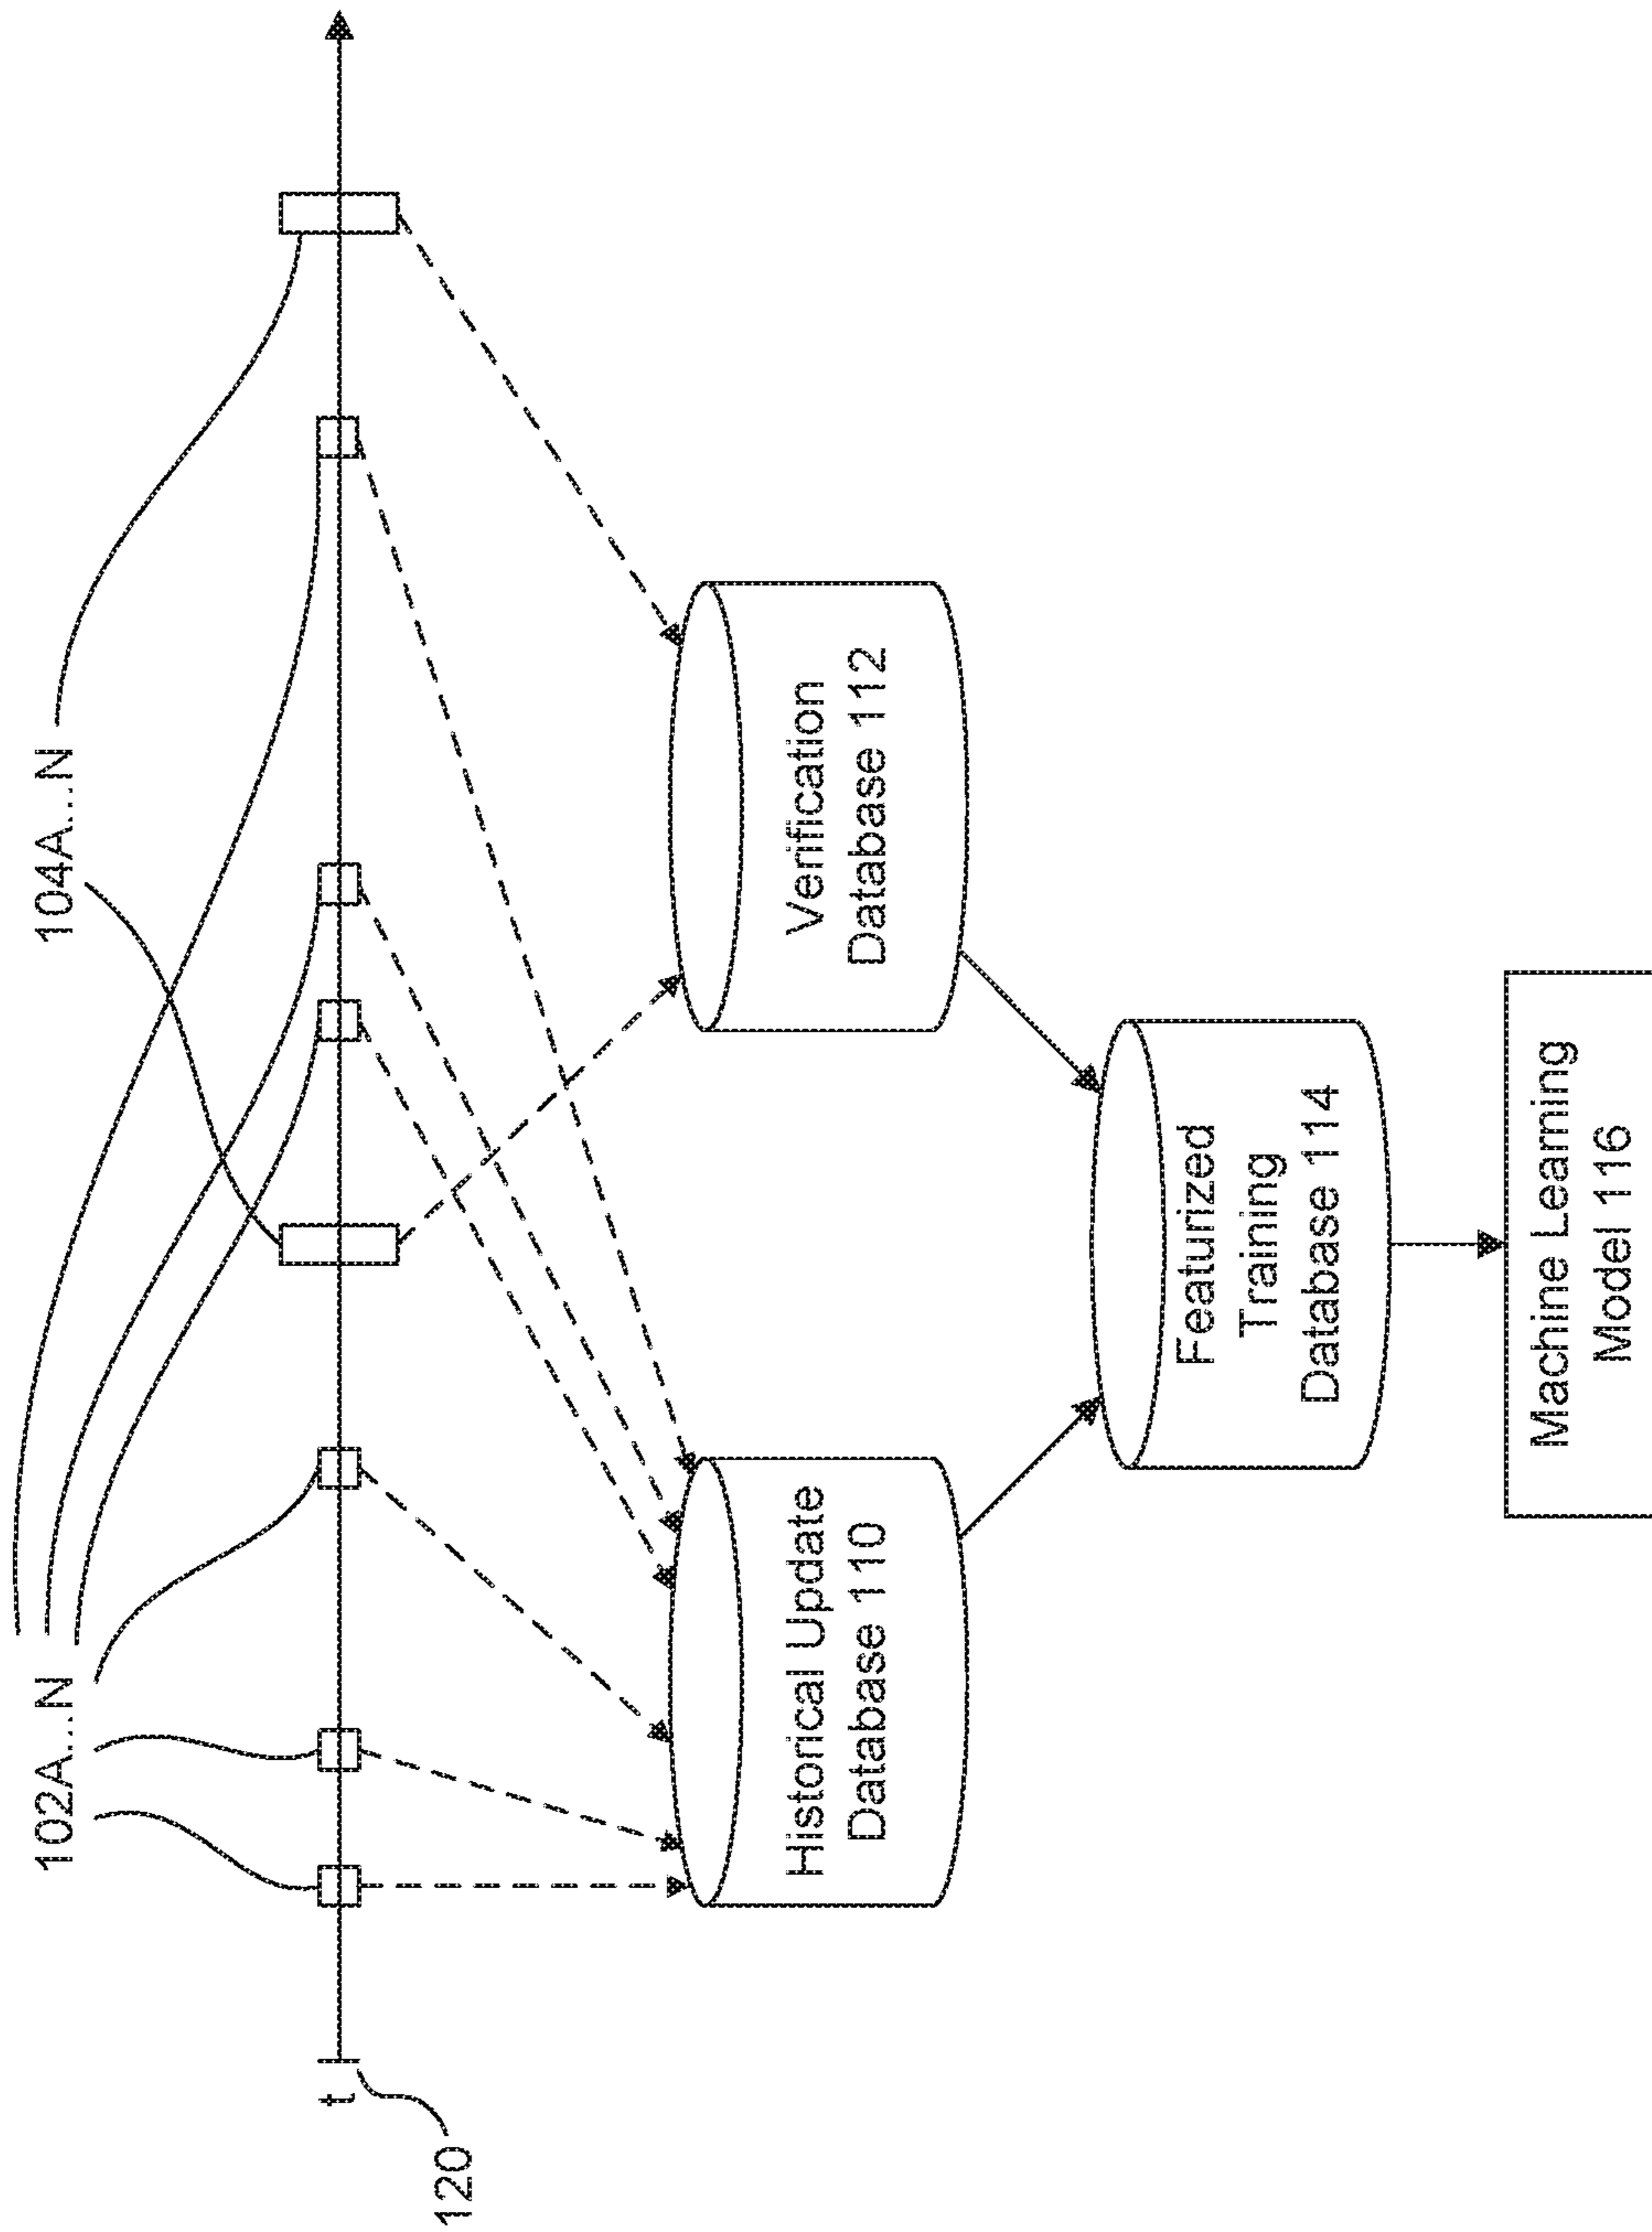 102A...N
104A...N
t
120
Historical Update
Database 110
Verification
Database 112
Featurized
Training
Database 114
Machine Learning
Model 116